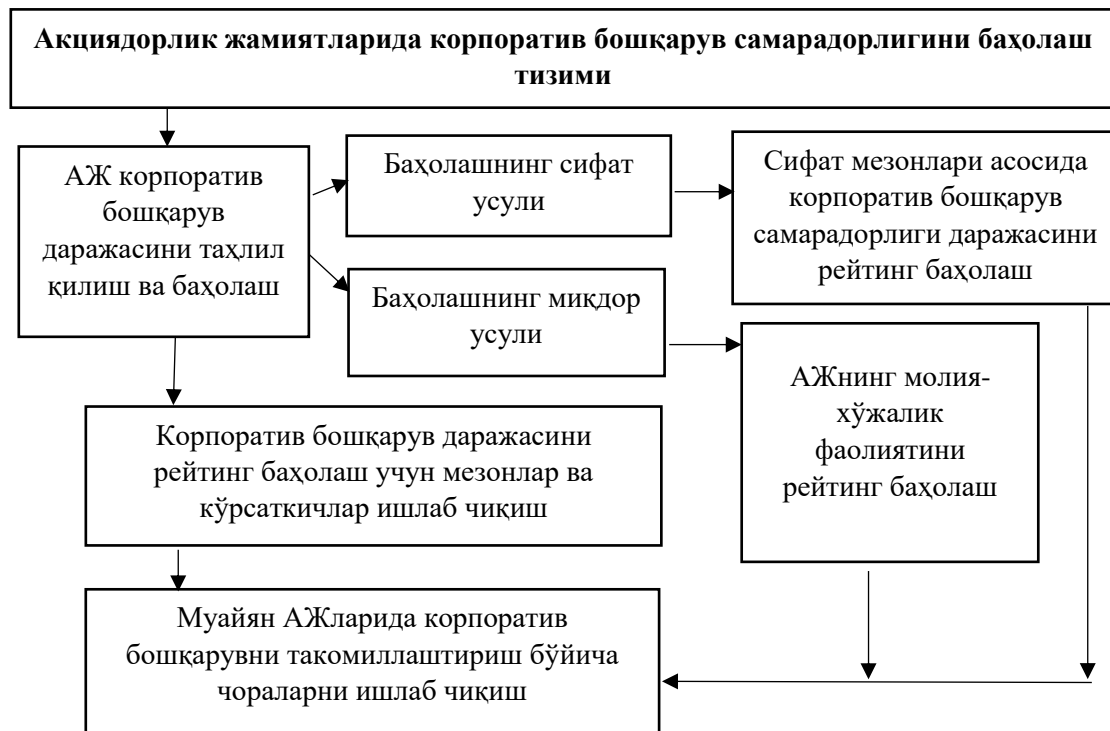 Акциядорлик жамиятларида корпоратив бошқарув самарадорлигини баҳолаш
тизими
АЖ корпоратив
бошқарув
даражасини таҳлил
қилиш ва баҳолаш
Баҳолашнинг сифат
усули
Сифат мезонлари асосида
корпоратив бошқарув
самарадорлиги даражасини
рейтинг баҳолаш
Баҳолашнинг миқдор
усули
АЖнинг молия-
хўжалик
фаолиятини
рейтинг баҳолаш
Корпоратив бошқарув даражасини
рейтинг баҳолаш учун мезонлар ва
кўрсаткичлар ишлаб чиқиш
Муайян АЖларида корпоратив
бошқарувни такомиллаштириш бўйича
чораларни ишлаб чиқиш